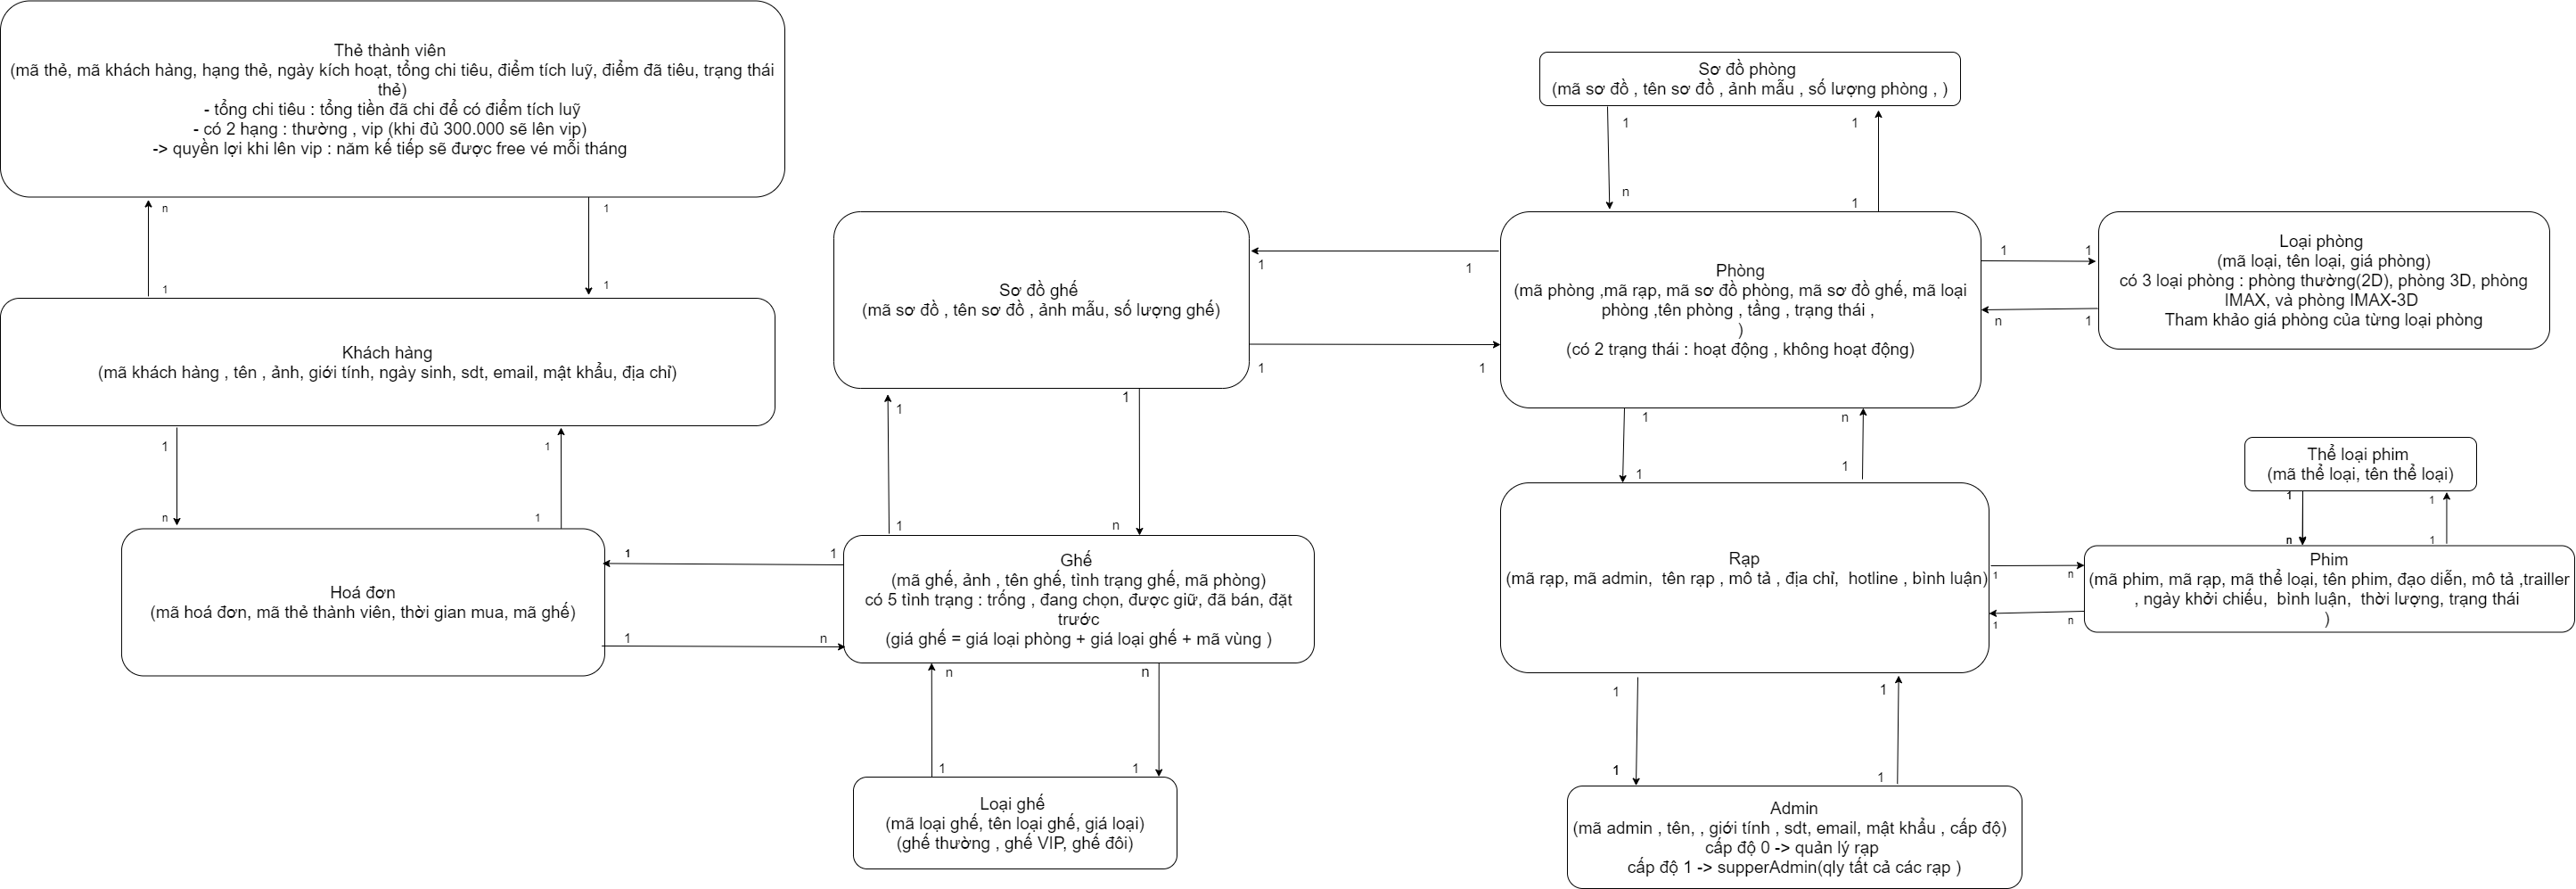 Thẻ thành viên
(mã thẻ, mã khách hàng, hạng thẻ, ngày kích hoạt, tổng chi tiêu, điểm tích luỹ, điểm đã tiêu, trạng thái
thẻ)
- tổng chi tiêu : tổng tiền đã chi để có điểm tích luỹ
- có 2 hạng : thường , vip (khi đủ 300.000 sẽ lên vip)
-> quyền lợi khi lên vip : năm kế tiếp sẽ được free vé mỗi tháng
n
1
1
1
Khách hàng
(mã khách hàng , tên , ảnh, giới tính, ngày sinh, sdt, email, mật khẩu, địa chỉ)
1
1
n
1
Hoá đơn
(mã hoá đơn, mã thẻ thành viên, thời gian mua, mã ghế)
1
1
1
n
Sơ đồ ghế
(mã sơ đồ , tên sơ đồ , ảnh mẫu, số lượng ghế)
1
1
1
1
1
1
1
n
Ghế
(mã ghế, ảnh , tên ghế, tình trạng ghế, mã phòng)
có 5 tình trạng : trống , đang chọn, được giữ, đã bán, đặt
trước
(giá ghế = giá loại phòng + giá loại ghế + mã vùng )
n
n
1
1
Loại ghế
(mã loại ghế, tên loại ghế, giá loại)
(ghế thường , ghế VIP, ghế đôi)
Sơ đồ phòng
(mã sơ đồ , tên sơ đồ , ảnh mẫu , số lượng phòng , )
1
1
n
1
Phòng
(mã phòng ,mã rạp, mã sơ đồ phòng, mã sơ đồ ghế, mã loại
phòng ,tên phòng , tầng , trạng thái ,
)
(có 2 trạng thái : hoạt động , không hoạt động)
1
1
n
1
Loại phòng
(mã loại, tên loại, giá phòng)
có 3 loại phòng : phòng thường(2D), phòng 3D, phòng
IMAX, và phòng IMAX-3D
Tham khảo giá phòng của từng loại phòng
1
n
1
1
Rạp
(mã rạp, mã admin, tên rạp , mô tả , địa chỉ, hotline , bình luận)
1
n
1
n
Thể loại phim
(mã thể loại, tên thể loại)
1
1
n
1
Phim
(mã phim, mã rạp, mã thể loại, tên phim, đạo diễn, mô tả ,trailler
, ngày khởi chiếu, bình luận, thời lượng, trạng thái
)
1
1
1
1
Admin
(mã admin , tên, , giới tính , sdt, email, mật khẩu , cấp độ)
cấp độ 0 -> quản lý rạp
cấp độ 1 -> supperAdmin(qly tất cả các rạp )